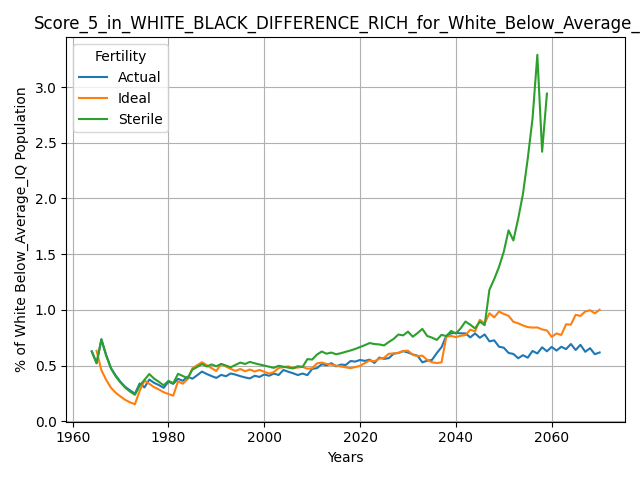 Score_5_in_WHITE_BLACK_DIFFERENCE_RICH_for_White_Below_Average_
Fertility
Actual
Ideal
Sterile
% of White Below_Average_IQ Population
3.0
2.5
2.0
1.5
1.0
0.5
0.0
1960 1980 2000 2020 2040 2060
Years